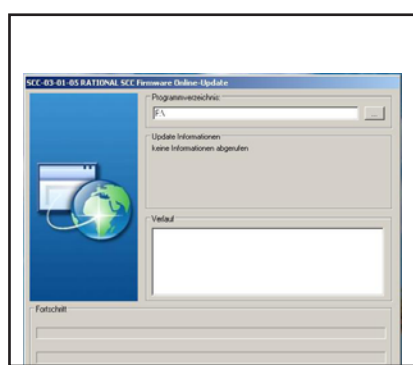 SCC-03-01-05 RATIONAL SCC Firmware Online-Update
Programmverzeichnis:
F:\
...
Update Informationen
keine Informationen abgerufen
Verlauf
Fortschritt